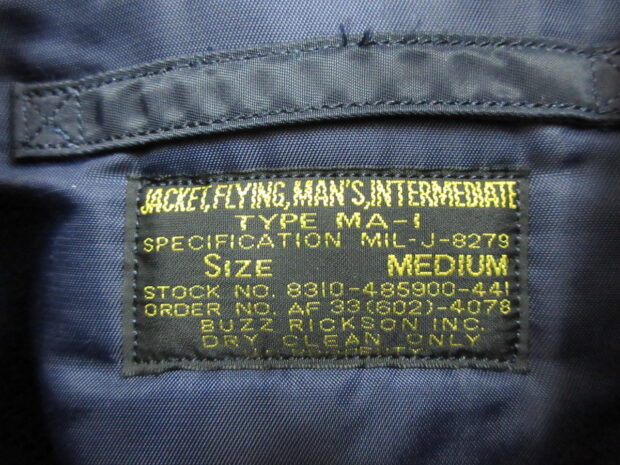 JACKET, FLYING, MAN'S, INTERMEDIATE
TYPE MA-1
SPECIFICATION MIL-J-8279
SIZE MEDIUM
STOCK NO. 8310-485900-441
ORDER NO. AF 33(602)-4078
BUZZ RICKSON INC.
DRY CLEAN ONLY